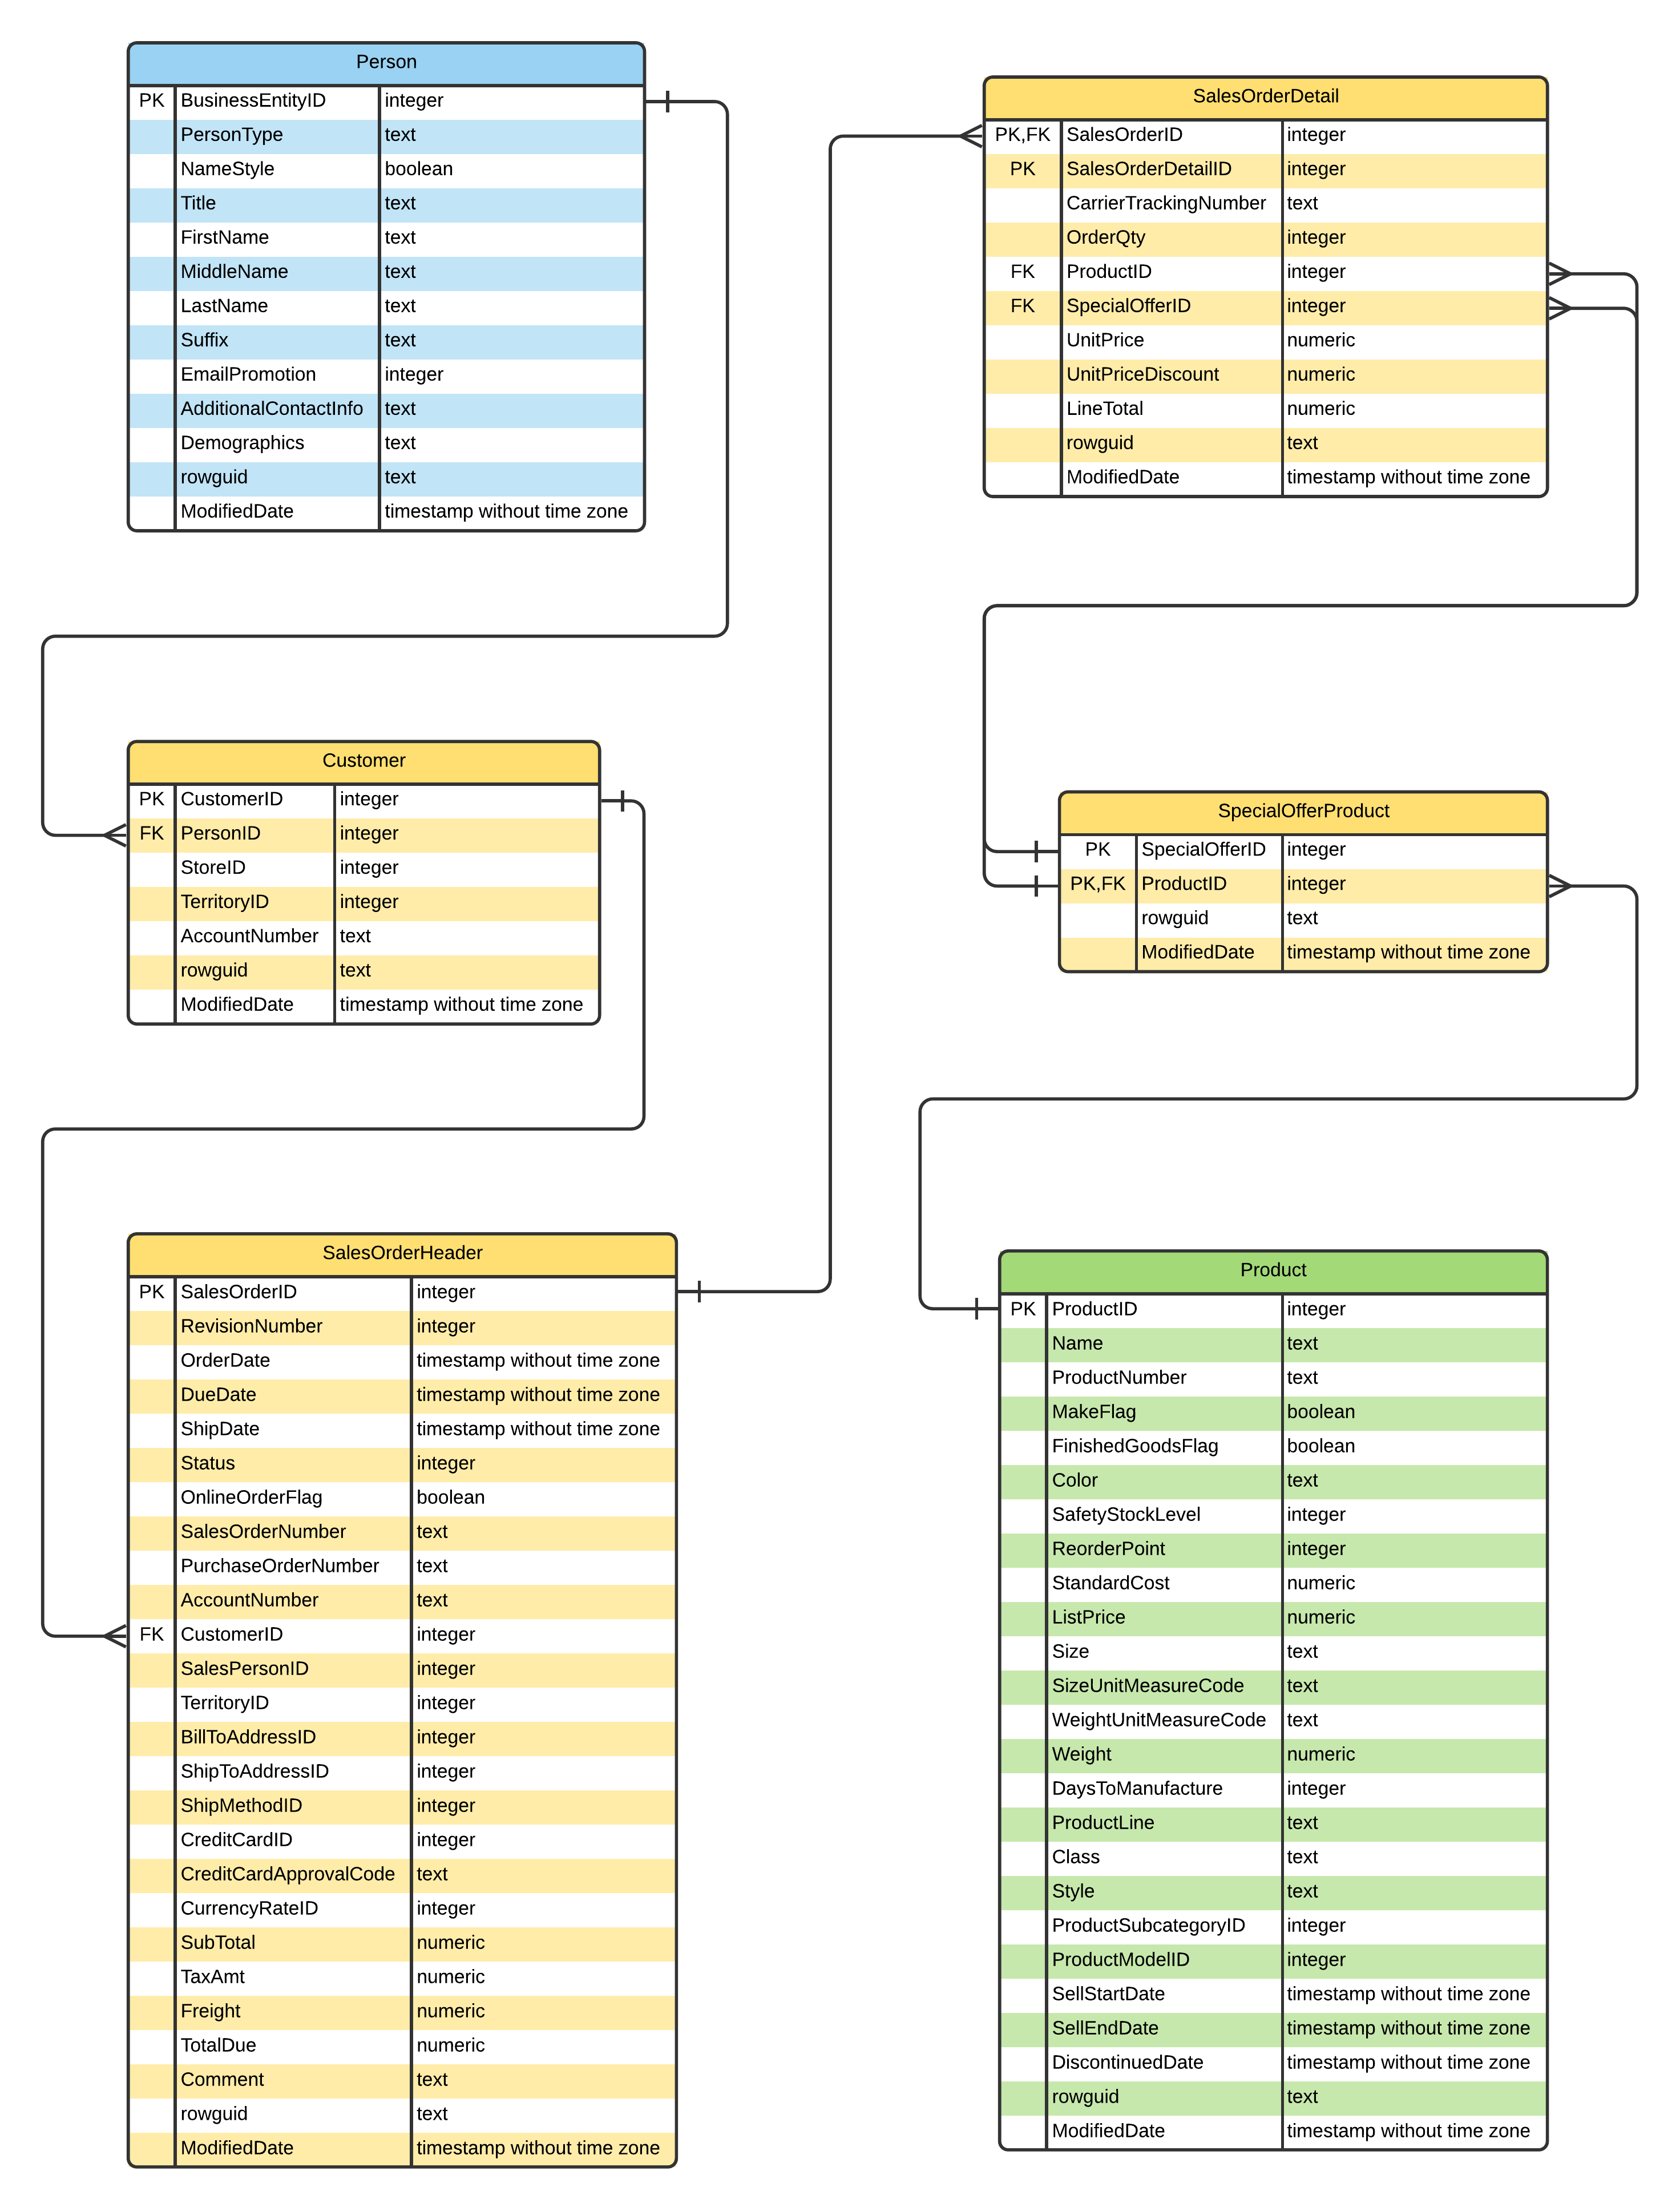 Person
PK BusinessEntityID integer
PersonType text
NameStyle boolean
Title text
FirstName text
MiddleName text
LastName text
Suffix text
EmailPromotion integer
AdditionalContactInfo text
Demographics text
rowguid text
ModifiedDate timestamp without time zone
Customer
PK CustomerID integer
FK PersonID integer
StoreID integer
TerritoryID integer
AccountNumber text
rowguid text
ModifiedDate timestamp without time zone
SalesOrderHeader
PK SalesOrderID integer
RevisionNumber integer
OrderDate timestamp without time zone
DueDate timestamp without time zone
ShipDate timestamp without time zone
Status integer
OnlineOrderFlag boolean
SalesOrderNumber text
PurchaseOrderNumber text
AccountNumber text
FK CustomerID integer
SalesPersonID integer
TerritoryID integer
BillToAddressID integer
ShipToAddressID integer
ShipMethodID integer
CreditCardID integer
CreditCardApprovalCode text
CurrencyRateID integer
SubTotal numeric
TaxAmt numeric
Freight numeric
TotalDue numeric
Comment text
rowguid text
ModifiedDate timestamp without time zone
SalesOrderDetail
PK,FK SalesOrderID integer
PK SalesOrderDetailID integer
CarrierTrackingNumber text
OrderQty integer
FK ProductID integer
FK SpecialOfferID integer
UnitPrice numeric
UnitPriceDiscount numeric
LineTotal numeric
rowguid text
ModifiedDate timestamp without time zone
SpecialOfferProduct
PK SpecialOfferID integer
PK,FK ProductID integer
rowguid text
ModifiedDate timestamp without time zone
Product
PK ProductID integer
Name text
ProductNumber text
MakeFlag boolean
FinishedGoodsFlag boolean
Color text
SafetyStockLevel integer
ReorderPoint integer
StandardCost numeric
ListPrice numeric
Size text
SizeUnitMeasureCode text
WeightUnitMeasureCode text
Weight numeric
DaysToManufacture integer
ProductLine text
Class text
Style text
ProductSubcategoryID integer
ProductModelID integer
SellStartDate timestamp without time zone
SellEndDate timestamp without time zone
DiscontinuedDate timestamp without time zone
rowguid text
ModifiedDate timestamp without time zone